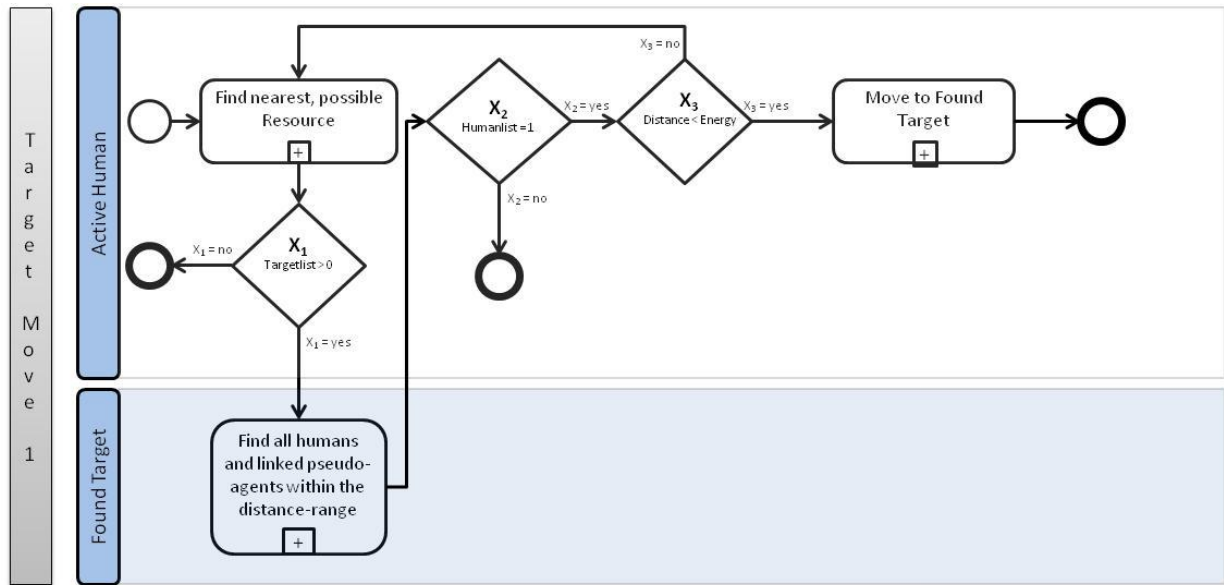 Target Move 1
Active Human
Find nearest, possible
Resource
+
X₁
Targetlist > 0
X₁ = no
X₁ = yes
X₂
Humanlist = 1
X₂ = yes
X₂ = no
X₃
Distance < Energy
X₃ = no
X₃ = yes
Move to Found
Target
+
Found Target
Find all humans
and linked pseudo-
agents within the
distance-range
+